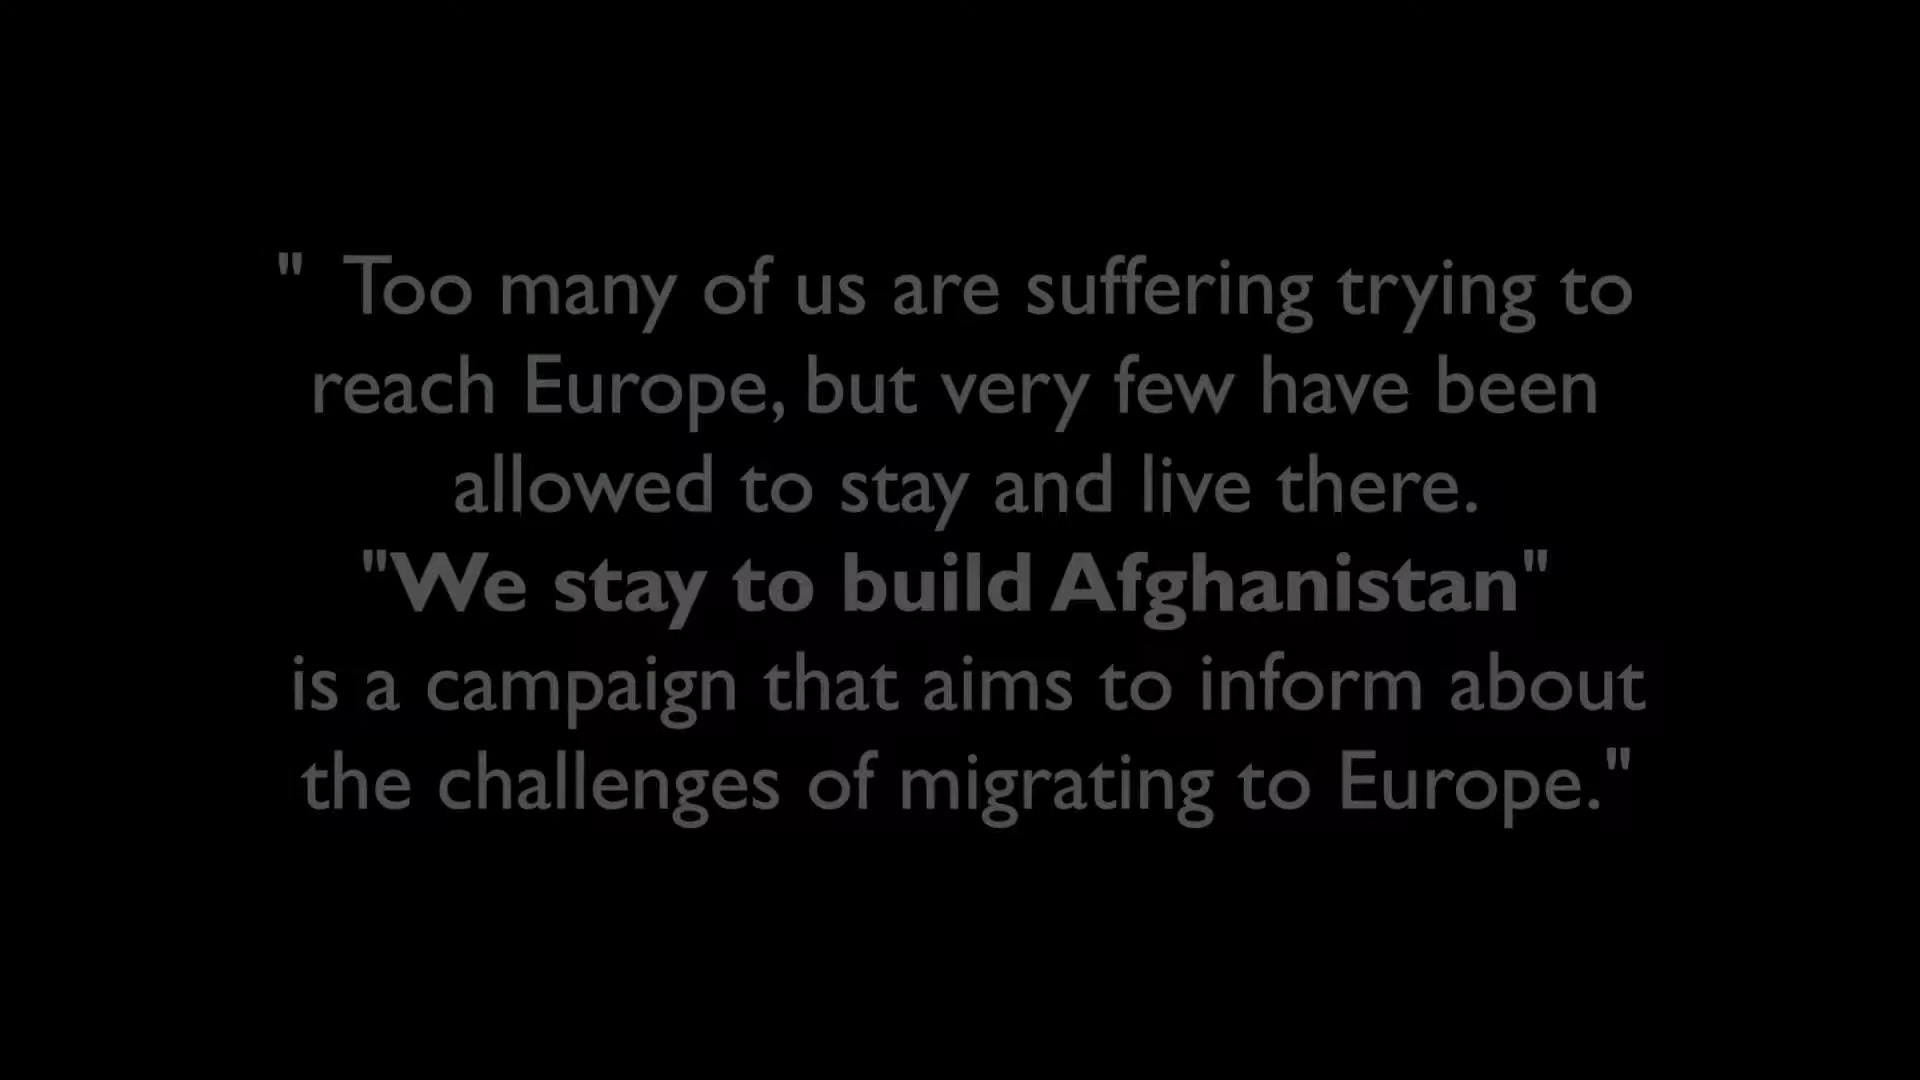 " Too many of us are suffering trying to
reach Europe, but very few have been
allowed to stay and live there.
"We stay to build Afghanistan"
is a campaign that aims to inform about
the challenges of migrating to Europe."